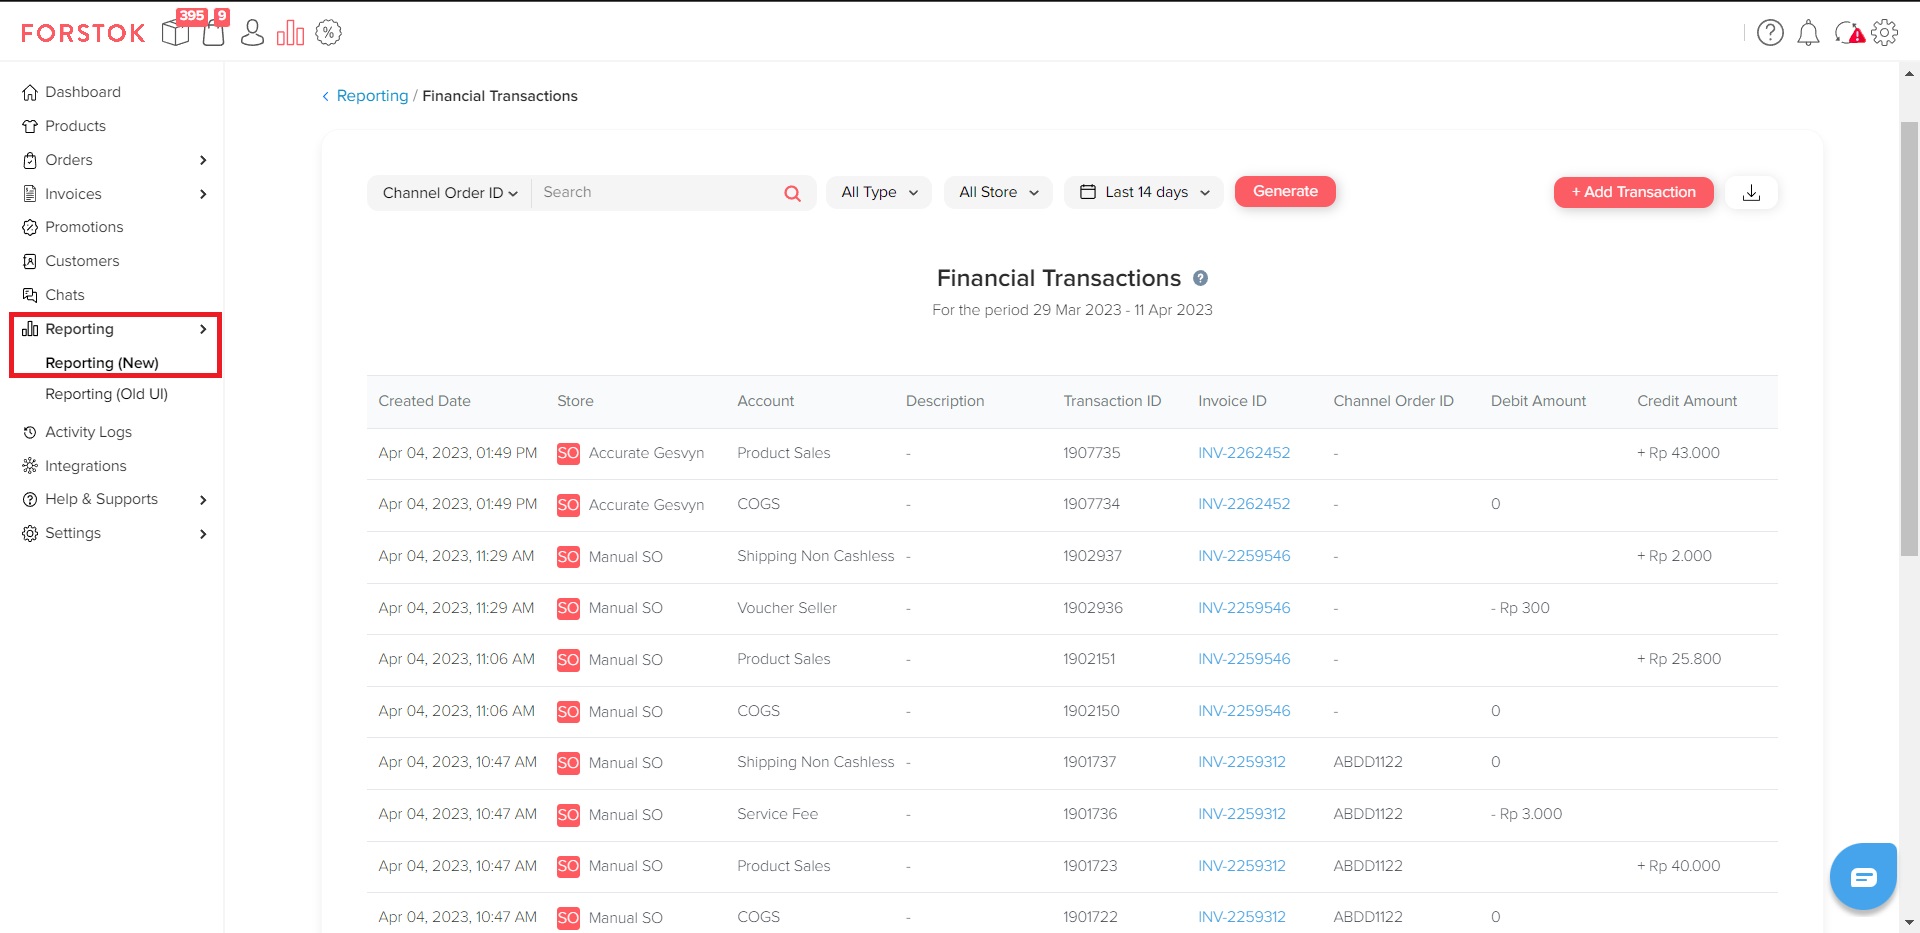 FORSTOK 395 9
Dashboard
Products
Orders
Invoices
Promotions
Customers
Chats
Reporting
Reporting (New)
Reporting (Old UI)
Activity Logs
Integrations
Help & Supports
Settings
Reporting / Financial Transactions
Channel Order ID Search All Type All Store Last 14 days Generate + Add Transaction
Financial Transactions
For the period 29 Mar 2023 - 11 Apr 2023
Created Date Store Account Description Transaction ID Invoice ID Channel Order ID Debit Amount Credit Amount
Apr 04, 2023, 01:49 PM SO Accurate Gesvyn Product Sales - 1907735 INV-2262452 - + Rp 43.000
Apr 04, 2023, 01:49 PM SO Accurate Gesvyn COGS - 1907734 INV-2262452 - 0
Apr 04, 2023, 11:29 AM SO Manual SO Shipping Non Cashless - 1902937 INV-2259546 - + Rp 2.000
Apr 04, 2023, 11:29 AM SO Manual SO Voucher Seller - 1902936 INV-2259546 - - Rp 300
Apr 04, 2023, 11:06 AM SO Manual SO Product Sales - 1902151 INV-2259546 - + Rp 25.800
Apr 04, 2023, 11:06 AM SO Manual SO COGS - 1902150 INV-2259546 - 0
Apr 04, 2023, 10:47 AM SO Manual SO Shipping Non Cashless - 1901737 INV-2259312 ABDD1122 0
Apr 04, 2023, 10:47 AM SO Manual SO Service Fee - 1901736 INV-2259312 ABDD1122 - Rp 3.000
Apr 04, 2023, 10:47 AM SO Manual SO Product Sales - 1901723 INV-2259312 ABDD1122 + Rp 40.000
Apr 04, 2023, 10:47 AM SO Manual SO COGS - 1901722 INV-2259312 ABDD1122 0